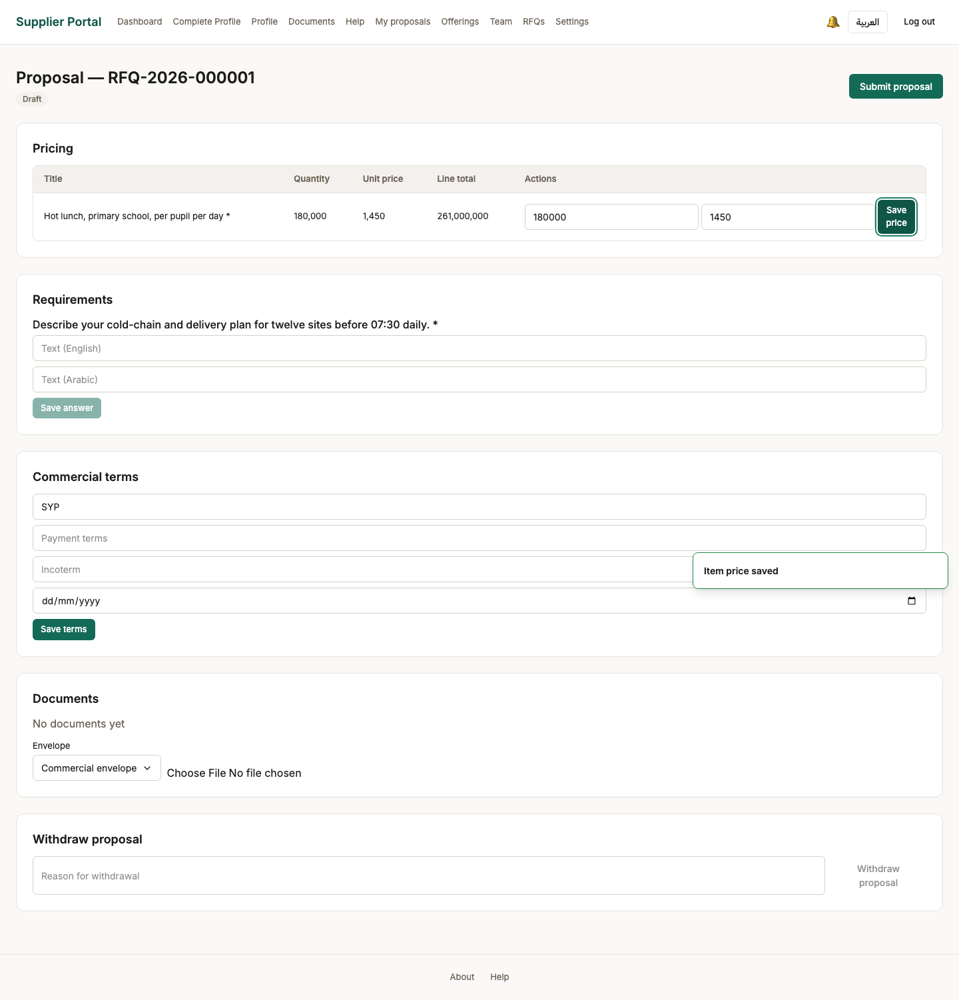 Supplier Portal Dashboard Complete Profile Profile Documents Help My proposals Offerings Team RFQs Settings العربية Log out
Proposal — RFQ-2026-000001
Draft
Submit proposal
Pricing
Title Quantity Unit price Line total Actions
Hot lunch, primary school, per pupil per day * 180,000 1,450 261,000,000 180000 1450 Save price
Requirements
Describe your cold-chain and delivery plan for twelve sites before 07:30 daily. *
Text (English)
Text (Arabic)
Save answer
Commercial terms
SYP
Payment terms
Incoterm
Item price saved
dd/mm/yyyy
Save terms
Documents
No documents yet
Envelope
Commercial envelope Choose File No file chosen
Withdraw proposal
Reason for withdrawal Withdraw proposal
About Help